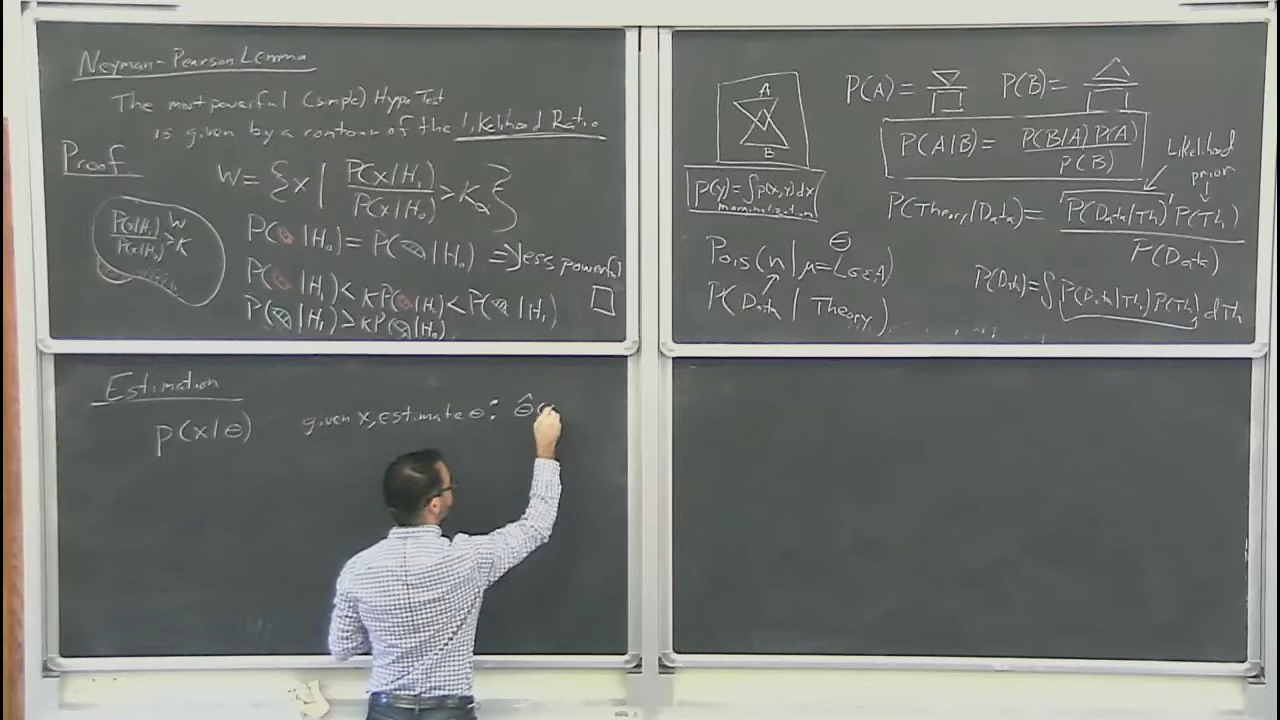 Neyman-Pearson Lemma
The most powerful (simple) Hypo Test
is given by a contour of the Likelihood Ratio
Proof
W = { x | P(x|H₁) / P(x|H₀) > Kα }
P(x|H₁) / P(x|H₀) > K
W
P( |H₀) = P( |H₀) ⇒ less powerful
P( |H₁) < K P( |H₀) < P( |H₁) □
P( |H₁) > K P( |H₀)
Estimation
p(x|θ) given x, estimate θ: θ̂(
A
B
P(A) = P(B) =
P(A|B) = P(B|A) P(A) / P(B)
p(y) = ∫p(x,y)dx
marginalization
Likelihood
prior
P(Theory|Data) = P(Data|Th) P(Th) / P(Data)
θ
Pois(n|μ=LσεA)
P(Data | Theory)
P(Data) = ∫ P(Data|Th) P(Th) dTh